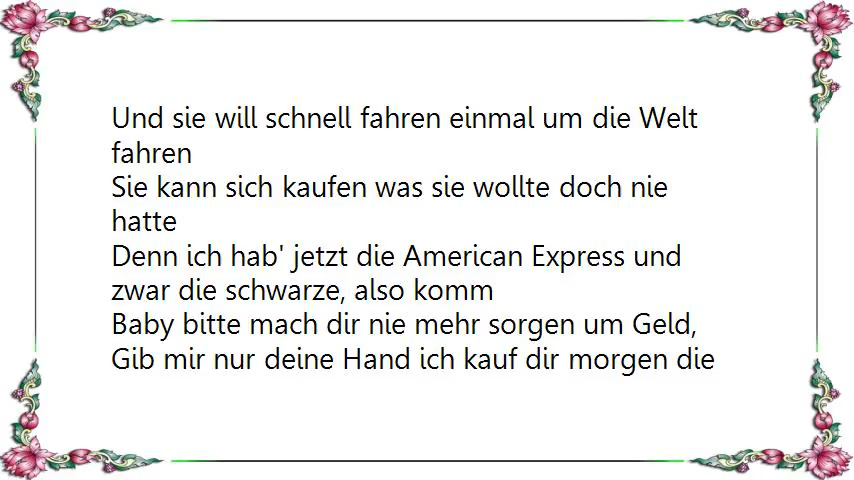 Und sie will schnell fahren einmal um die Welt
fahren
Sie kann sich kaufen was sie wollte doch nie
hatte
Denn ich hab' jetzt die American Express und
zwar die schwarze, also komm
Baby bitte mach dir nie mehr sorgen um Geld,
Gib mir nur deine Hand ich kauf dir morgen die